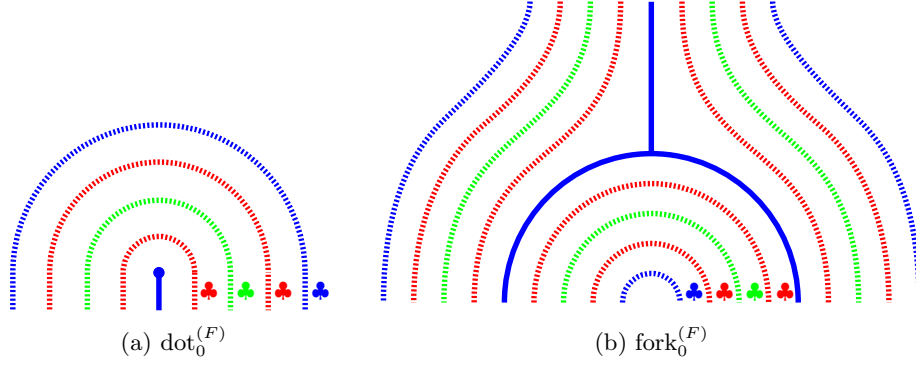 ♣ ♣ ♣ ♣ ♣ ♣ ♣ ♣
(a) dot₀⁽ᶠ⁾ (b) fork₀⁽ᶠ⁾